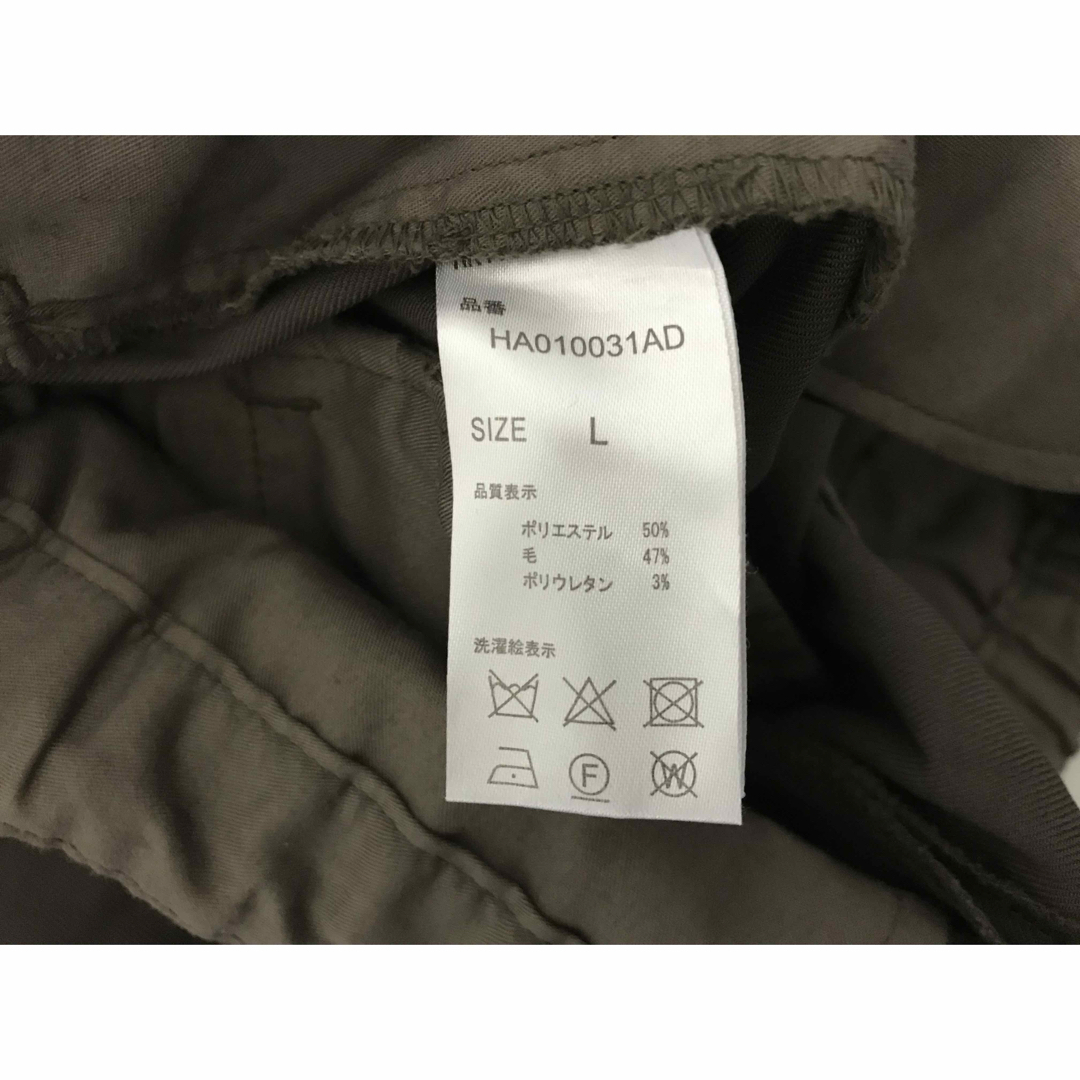 品番
HA010031AD
SIZE L
品質表示
ポリエステル 50%
毛 47%
ポリウレタン 3%
洗濯絵表示
F W